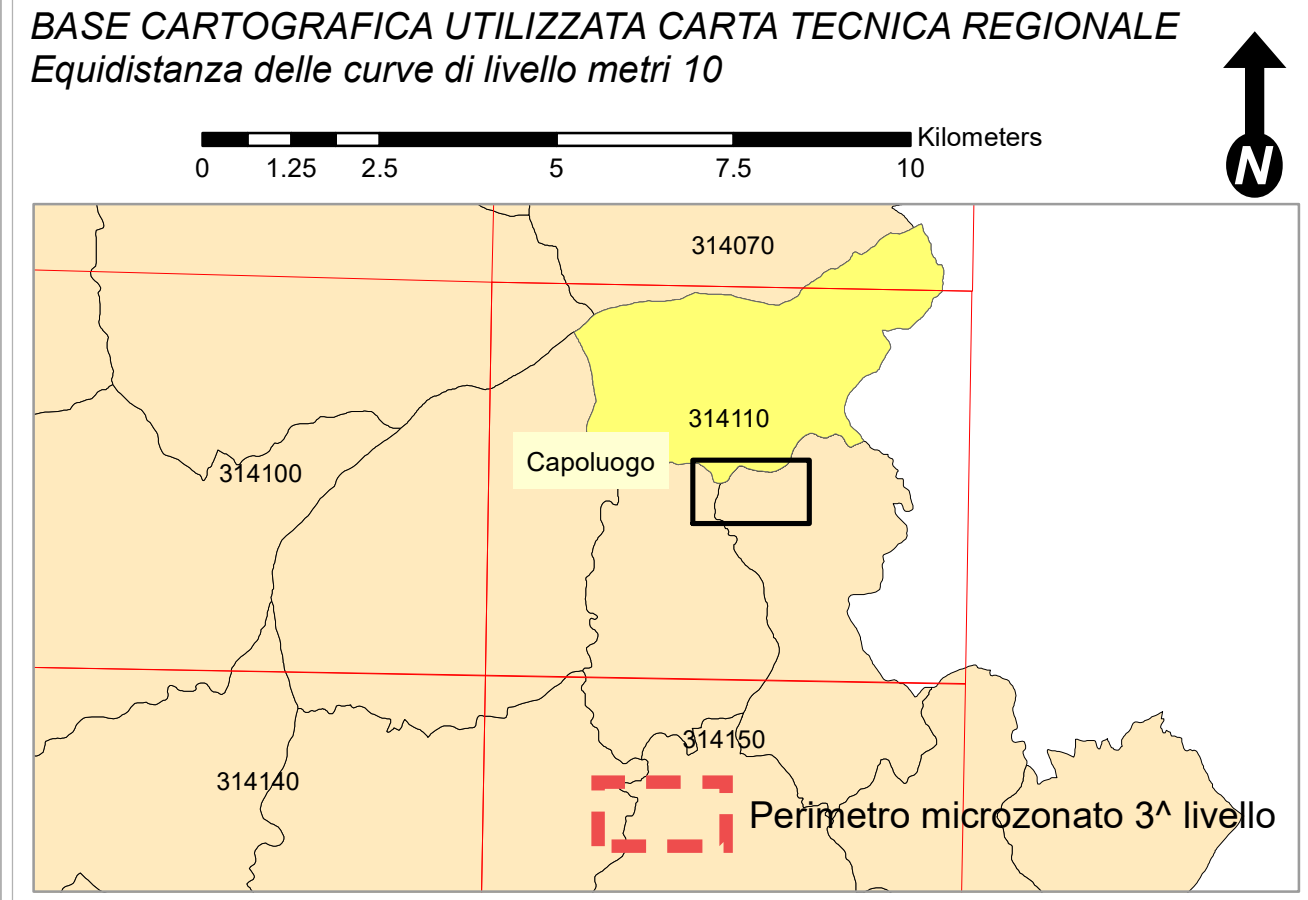 BASE CARTOGRAFICA UTILIZZATA CARTA TECNICA REGIONALE
Equidistanza delle curve di livello metri 10
Kilometers
0 1.25 2.5 5 7.5 10
N
314070
314110
Capoluogo
314100
314150
314140
Perimetro microzonato 3^ livello